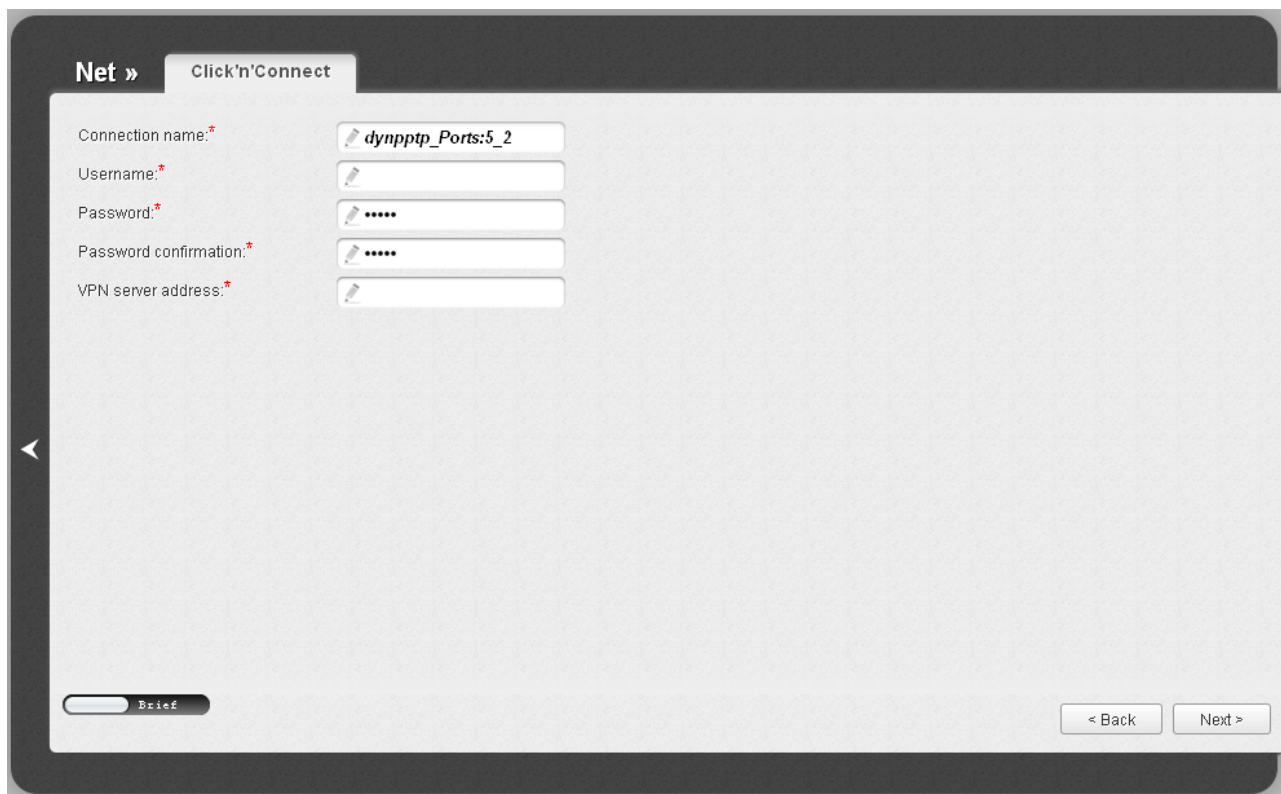 Net » Click'n'Connect
Connection name:* dynpptp_Ports:5_2
Username:*
Password:* •••••
Password confirmation:* •••••
VPN server address:*
Brief
< Back Next >